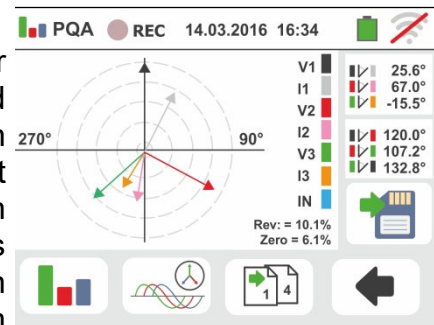 PQA REC 14.03.2016 16:34
270°
90°
V1
I1
V2
I2
V3
I3
IN
Rev: = 10.1%
Zero = 6.1%
25.6°
67.0°
-15.5°
120.0°
107.2°
132.8°
1 4